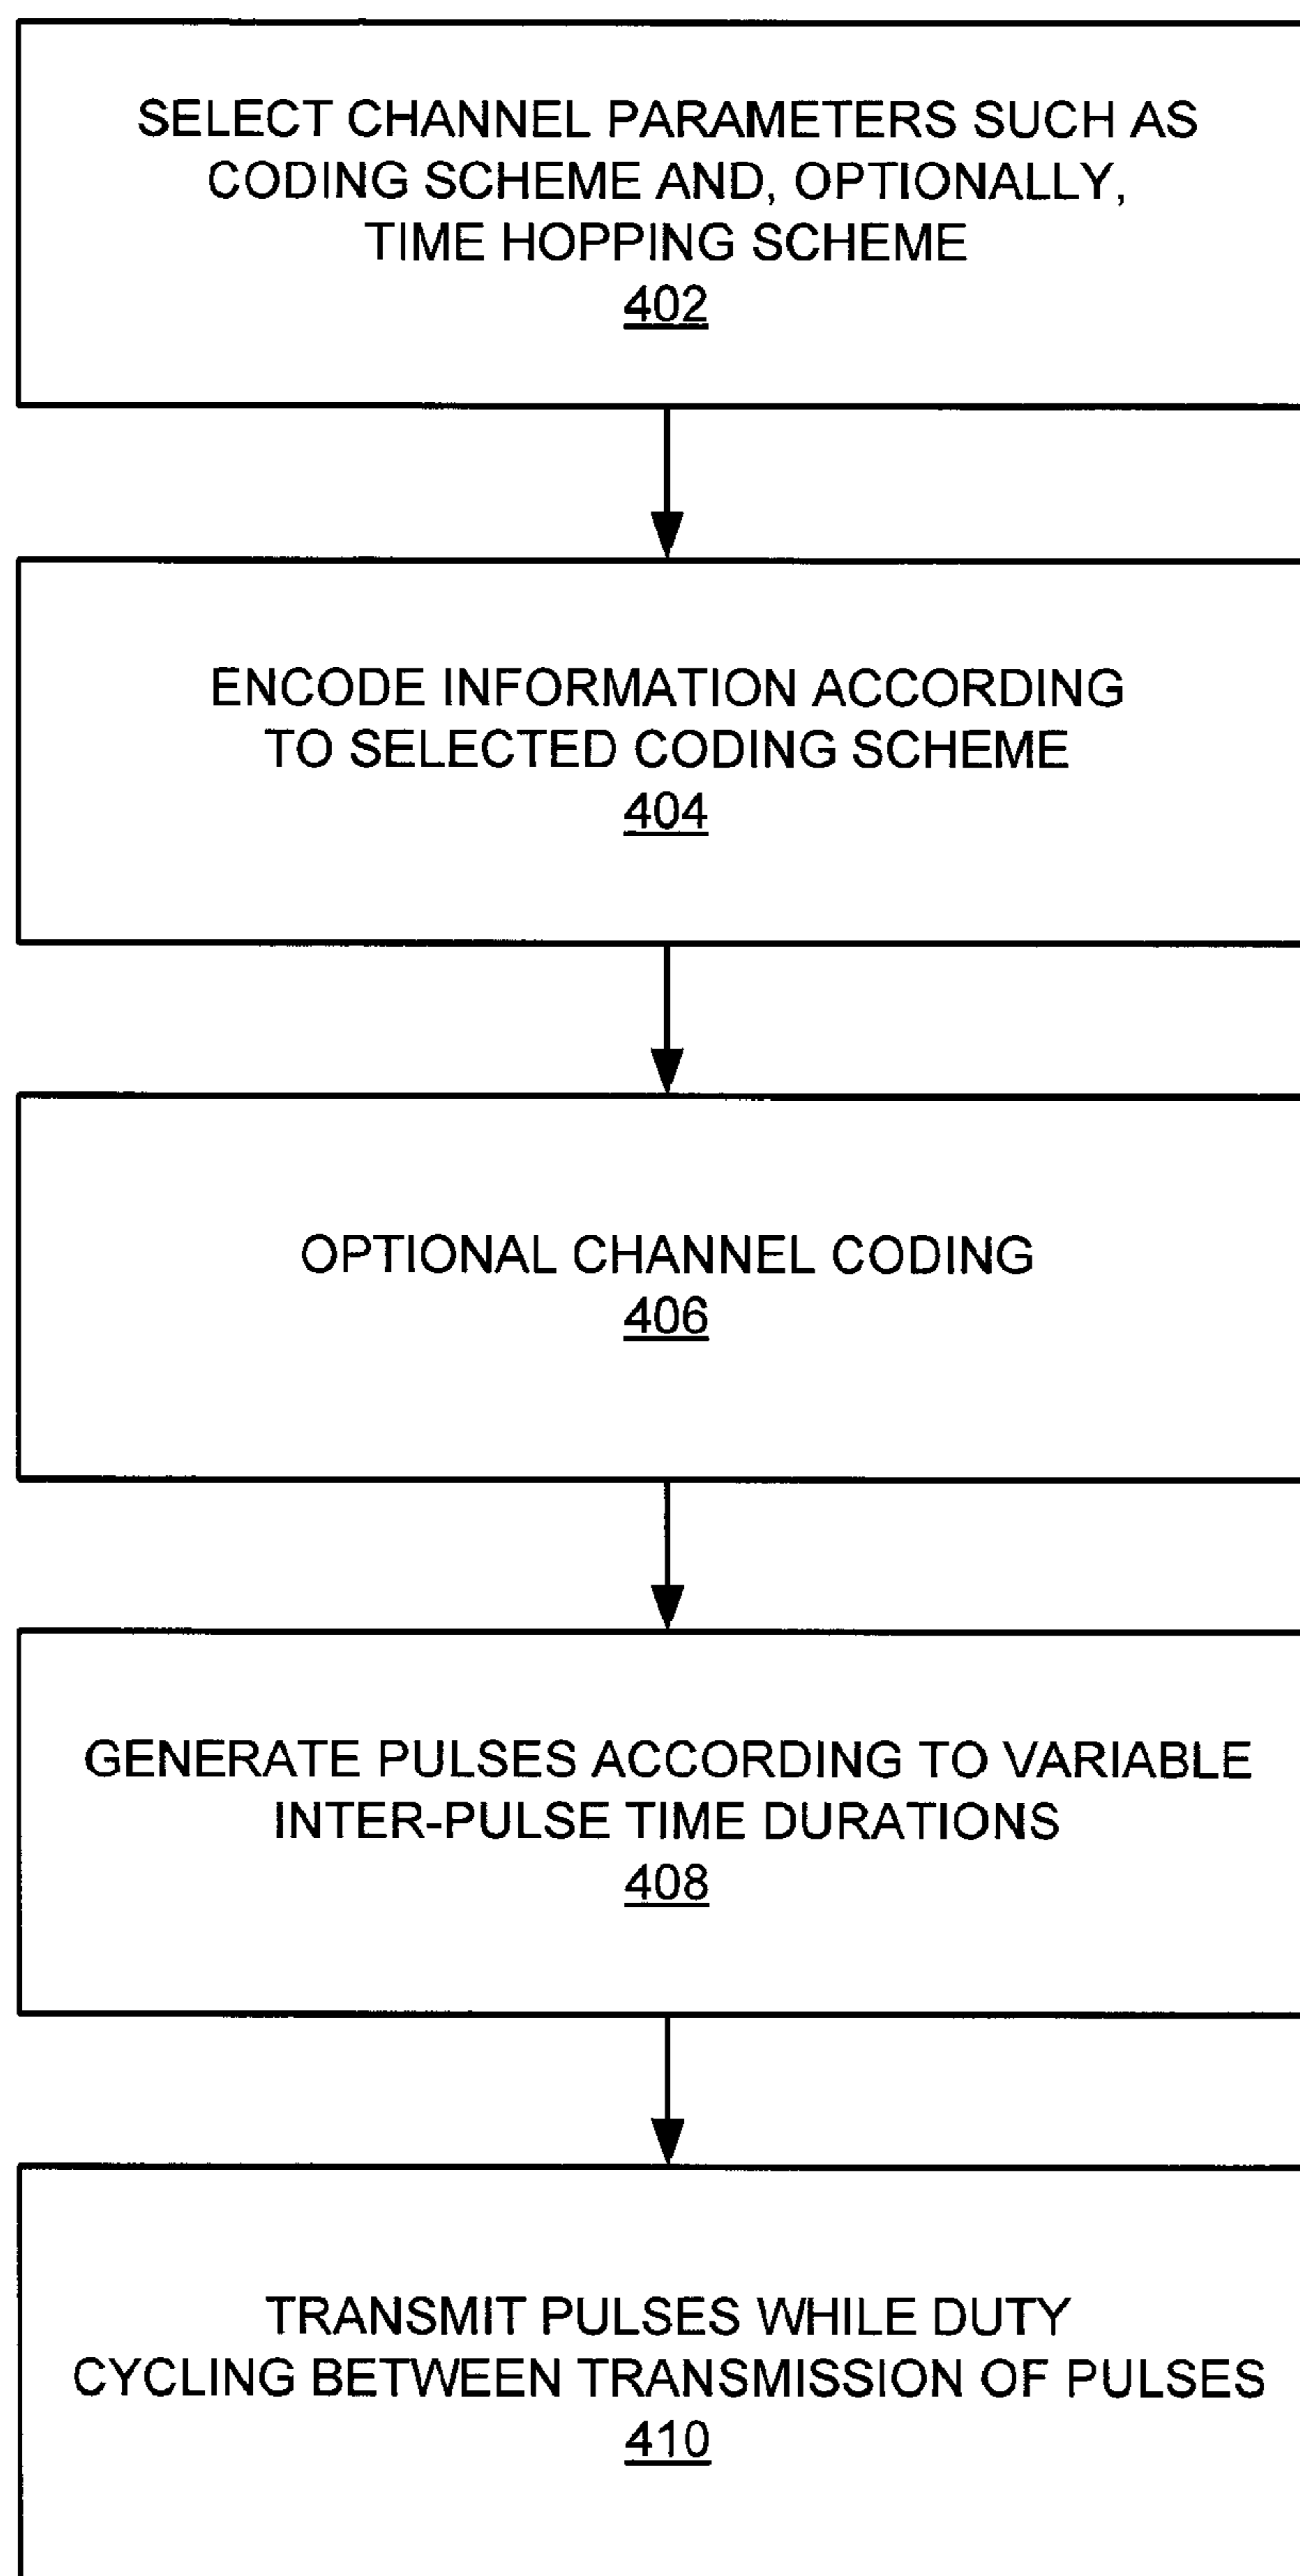 SELECT CHANNEL PARAMETERS SUCH AS
CODING SCHEME AND, OPTIONALLY,
TIME HOPPING SCHEME
402
ENCODE INFORMATION ACCORDING
TO SELECTED CODING SCHEME
404
OPTIONAL CHANNEL CODING
406
GENERATE PULSES ACCORDING TO VARIABLE
INTER-PULSE TIME DURATIONS
408
TRANSMIT PULSES WHILE DUTY
CYCLING BETWEEN TRANSMISSION OF PULSES
410